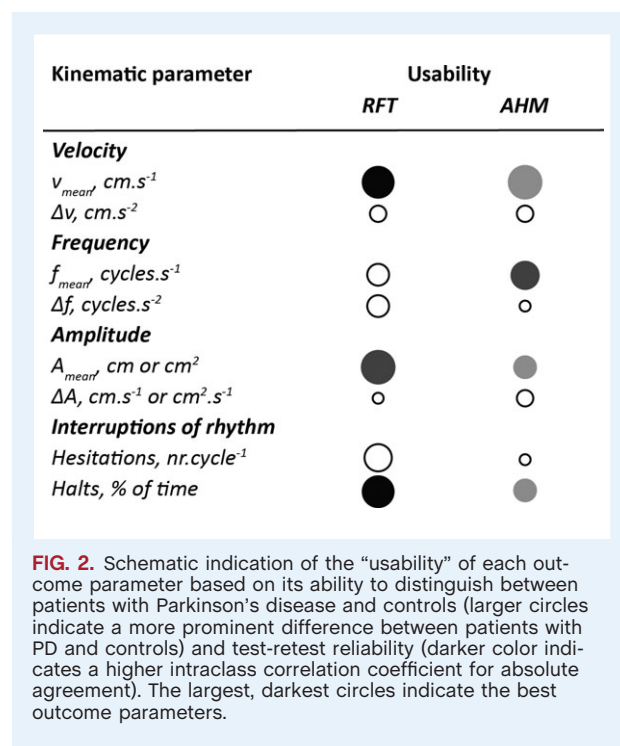 Kinematic parameter Usability
RFT AHM
Velocity
v_mean, cm.s⁻¹
Δv, cm.s⁻²
Frequency
f_mean, cycles.s⁻¹
Δf, cycles.s⁻²
Amplitude
A_mean, cm or cm²
ΔA, cm.s⁻¹ or cm².s⁻¹
Interruptions of rhythm
Hesitations, nr.cycle⁻¹
Halts, % of time
FIG. 2. Schematic indication of the “usability” of each out-
come parameter based on its ability to distinguish between
patients with Parkinson’s disease and controls (larger circles
indicate a more prominent difference between patients with
PD and controls) and test-retest reliability (darker color indi-
cates a higher intraclass correlation coefficient for absolute
agreement). The largest, darkest circles indicate the best
outcome parameters.